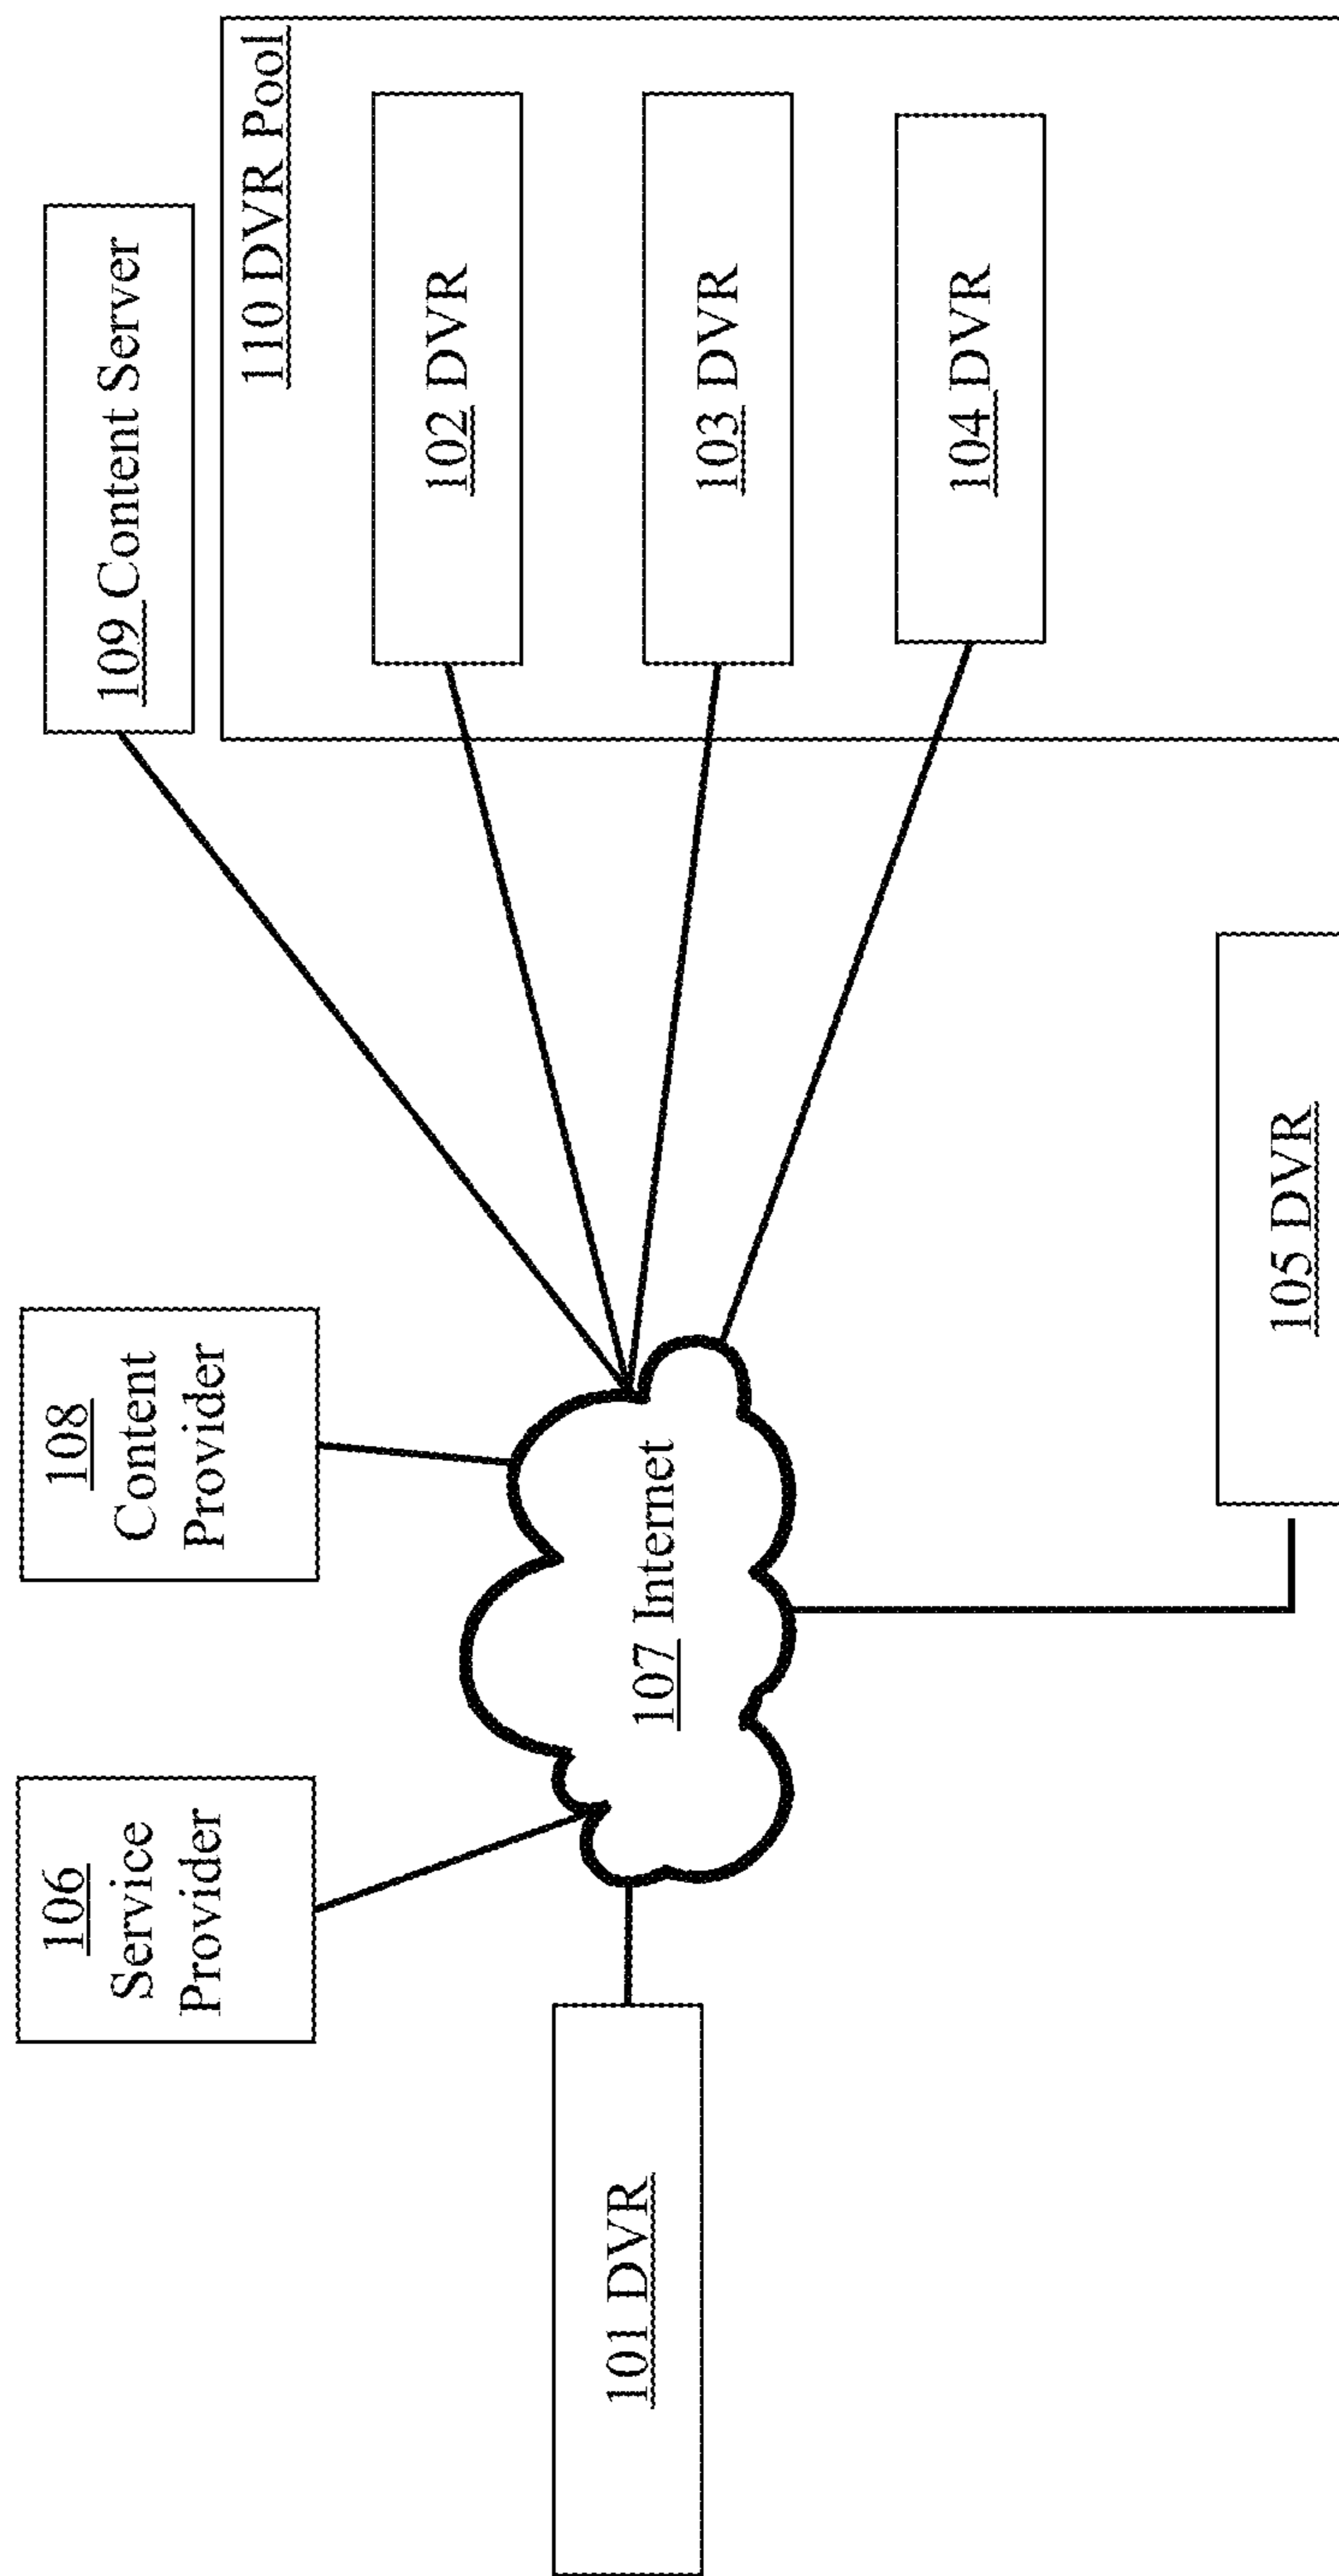 106
Service
Provider
108
Content
Provider
109 Content Server
110 DVR Pool
102 DVR
103 DVR
104 DVR
107 Internet
101 DVR
105 DVR